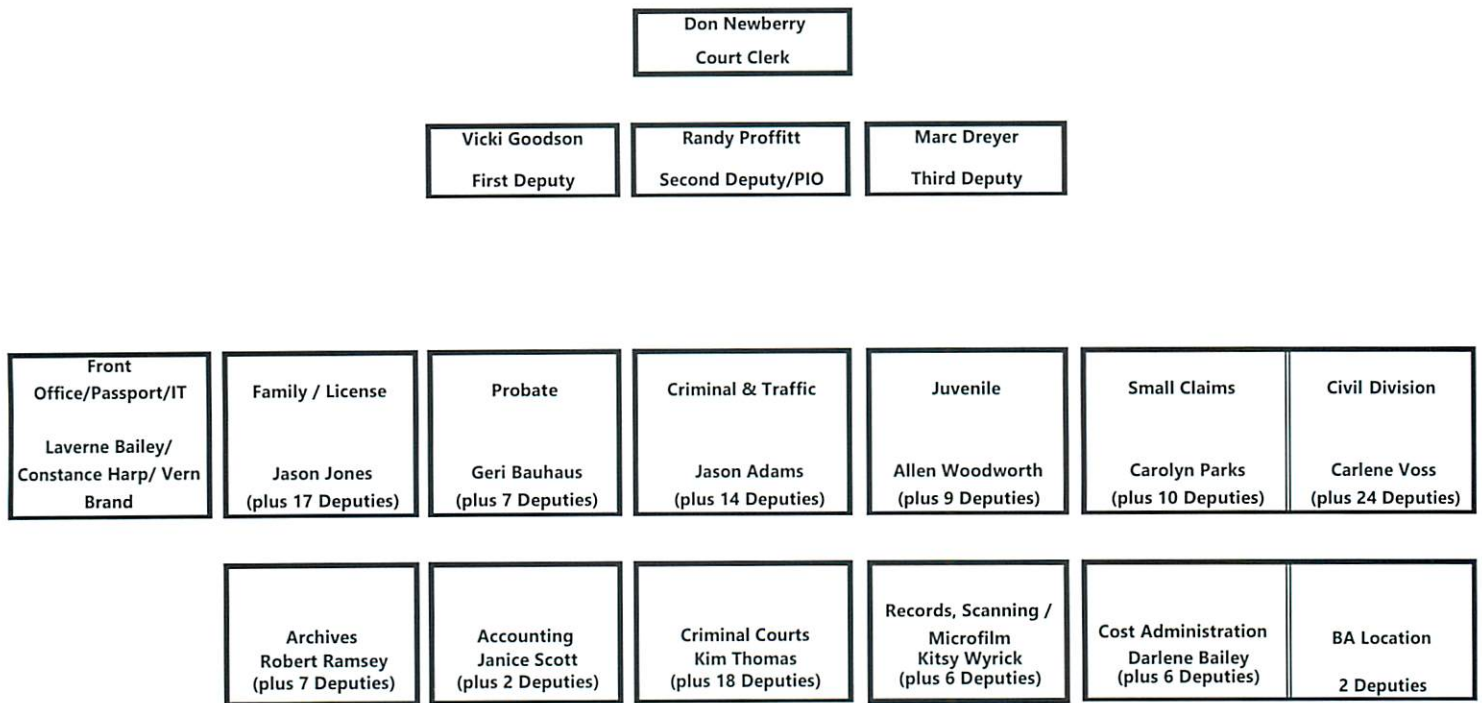 Don Newberry
Court Clerk
Vicki Goodson
First Deputy
Randy Proffitt
Second Deputy/PIO
Marc Dreyer
Third Deputy
Front
Office/Passport/IT
Laverne Bailey/
Constance Harp/ Vern
Brand
Family / License
Jason Jones
(plus 17 Deputies)
Probate
Geri Bauhaus
(plus 7 Deputies)
Criminal & Traffic
Jason Adams
(plus 14 Deputies)
Juvenile
Allen Woodworth
(plus 9 Deputies)
Small Claims
Carolyn Parks
(plus 10 Deputies)
Civil Division
Carlene Voss
(plus 24 Deputies)
Archives
Robert Ramsey
(plus 7 Deputies)
Accounting
Janice Scott
(plus 2 Deputies)
Criminal Courts
Kim Thomas
(plus 18 Deputies)
Records, Scanning /
Microfilm
Kitsy Wyrick
(plus 6 Deputies)
Cost Administration
Darlene Bailey
(plus 6 Deputies)
BA Location
2 Deputies